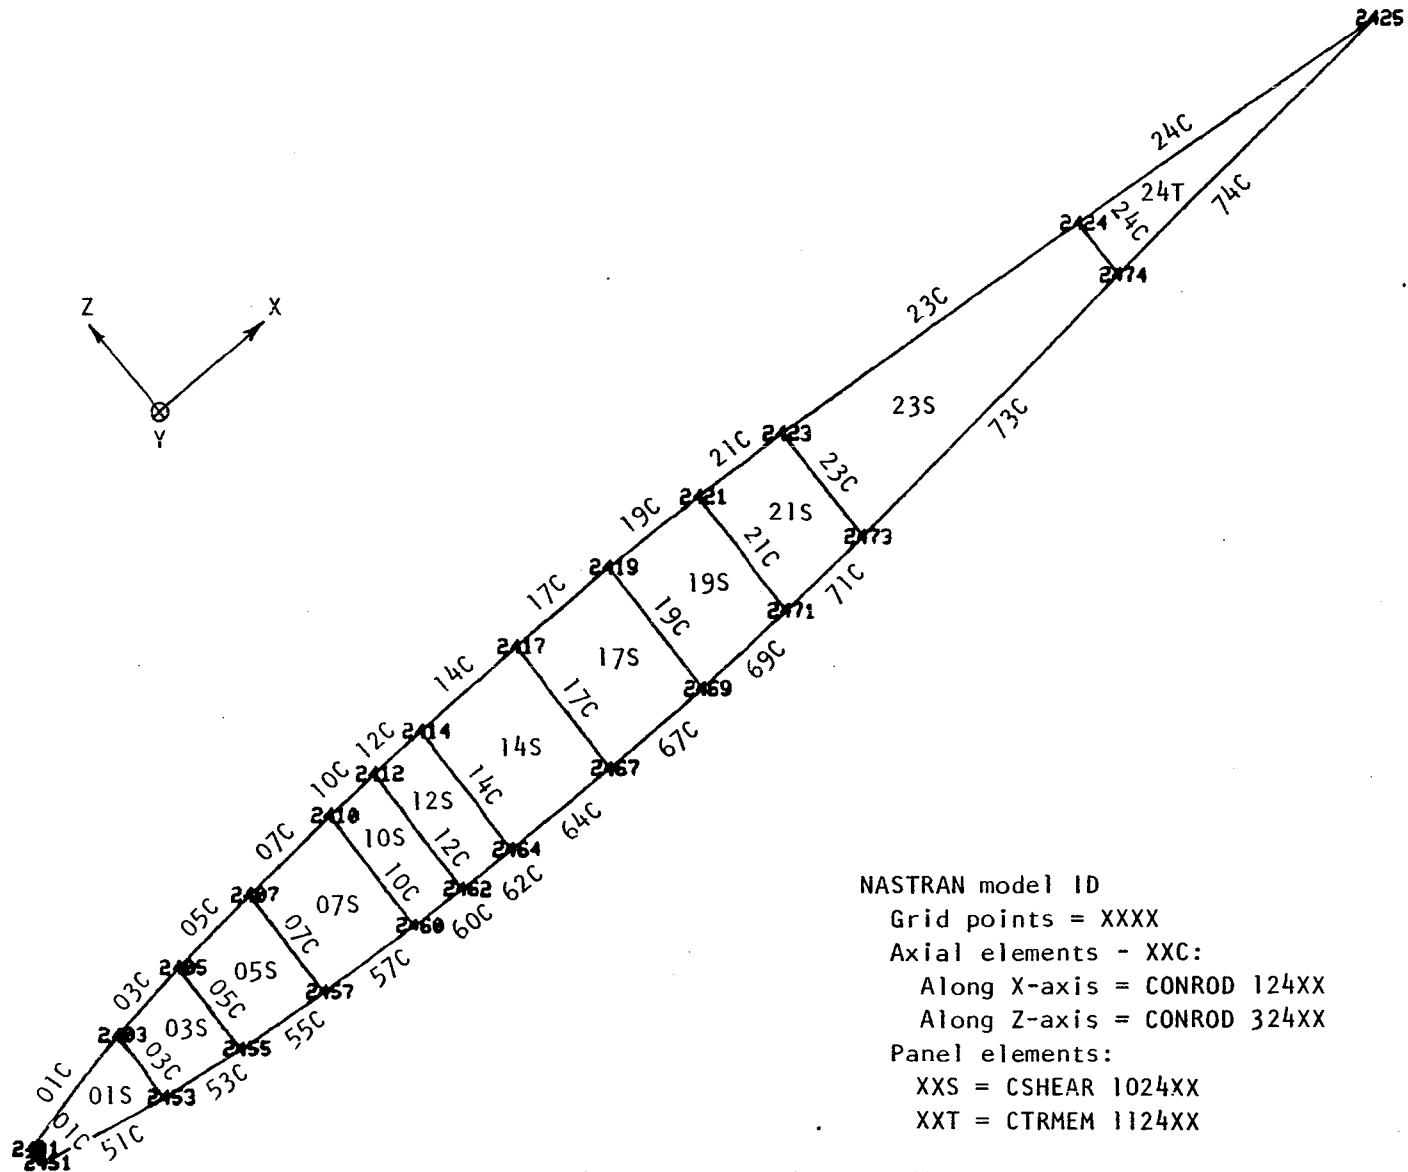 2425
24C
24T
74C
2424
24C
2474
23C
Z
X
Y
23S
73C
2423
21C
23C
2421
21S
19C
21C
2473
2419
19S
71C
17C
19C
2471
2417
17S
69C
14C
17C
2469
2414
14S
67C
12C
14C
2467
2412
12S
64C
10C
12C
2464
2410
10S
62C
07C
10C
2462
60C
2407
07S
2460
05C
07C
57C
2405
05S
2457
03C
05C
55C
2403
03S
2455
01C
03C
53C
01S
2453
01C
51C
2451
NASTRAN model ID
Grid points = XXXX
Axial elements - XXC:
Along X-axis = CONROD 124XX
Along Z-axis = CONROD 324XX
Panel elements:
XXS = CSHEAR 1024XX
XXT = CTRMEM 1124XX